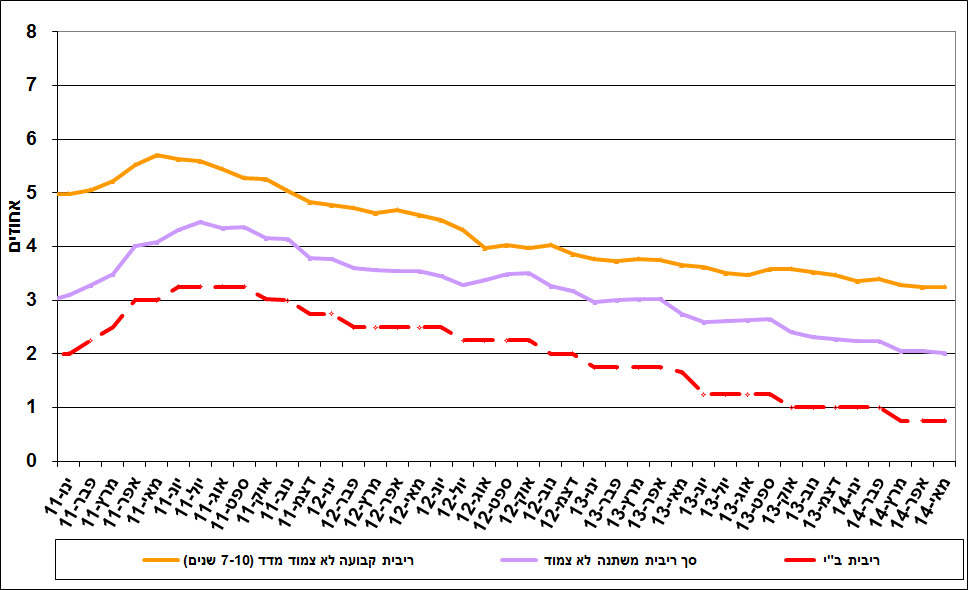 8
7
6
5
4
3
2
1
0
אחוזים
ינו-11
פבר-11
מרץ-11
אפר-11
מאי-11
יונ-11
יול-11
אוג-11
ספט-11
אוק-11
נוב-11
דצמ-11
ינו-12
פבר-12
מרץ-12
אפר-12
מאי-12
יונ-12
יול-12
אוג-12
ספט-12
אוק-12
נוב-12
דצמ-12
ינו-13
פבר-13
מרץ-13
אפר-13
מאי-13
יונ-13
יול-13
אוג-13
ספט-13
אוק-13
נוב-13
דצמ-13
ינו-14
פבר-14
מרץ-14
אפר-14
מאי-14
ריבית ב"י
סך ריבית משתנה לא צמוד
ריבית קבועה לא צמוד מדד (7-10 שנים)